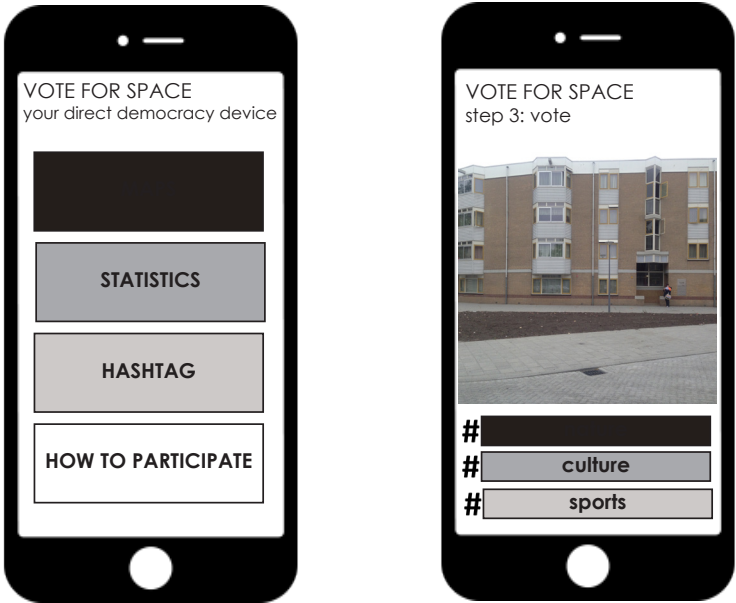 VOTE FOR SPACE
your direct democracy device
STATISTICS
HASHTAG
HOW TO PARTICIPATE
VOTE FOR SPACE
step 3: vote
#
# culture
# sports